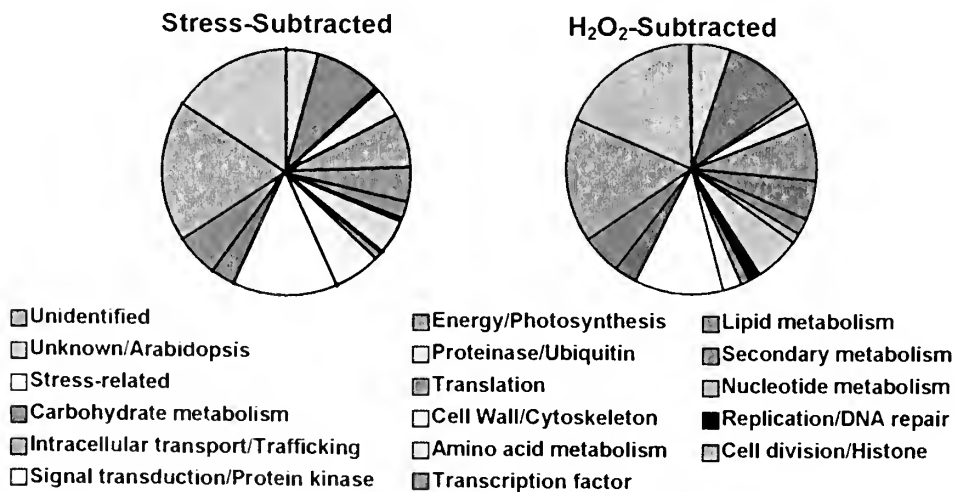 Stress-Subtracted
H₂O₂-Subtracted
Unidentified
Unknown/Arabidopsis
Stress-related
Carbohydrate metabolism
Intracellular transport/Trafficking
Signal transduction/Protein kinase
Energy/Photosynthesis
Proteinase/Ubiquitin
Translation
Cell Wall/Cytoskeleton
Amino acid metabolism
Transcription factor
Lipid metabolism
Secondary metabolism
Nucleotide metabolism
Replication/DNA repair
Cell division/Histone